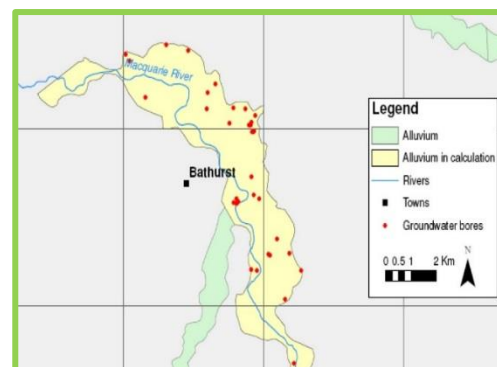 Macquarie River
Bathurst
Legend
Alluvium
Alluvium in calculation
Rivers
Towns
Groundwater bores
0 0.5 1 2 Km
N